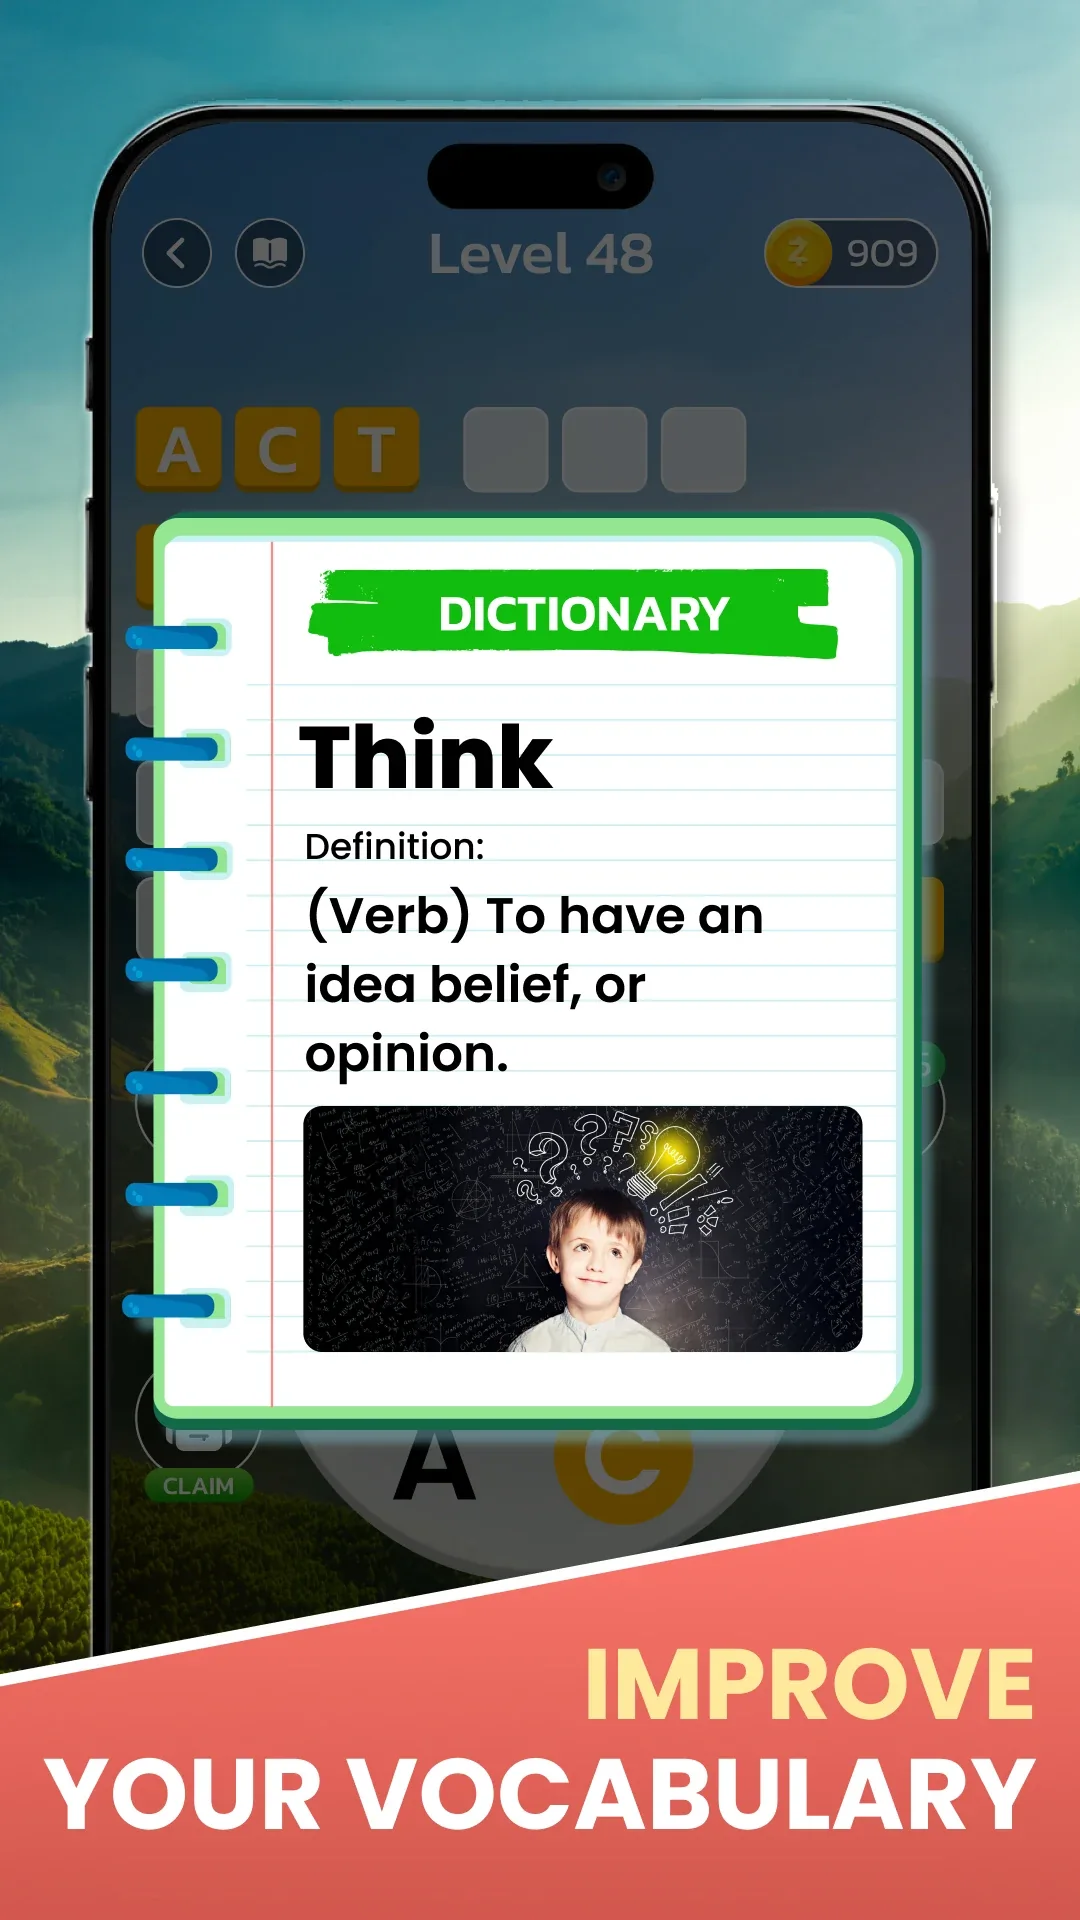 Level 48
909
A C T
DICTIONARY
Think
Definition:
(Verb) To have an
idea belief, or
opinion.
A C
CLAIM
IMPROVE
YOUR VOCABULARY